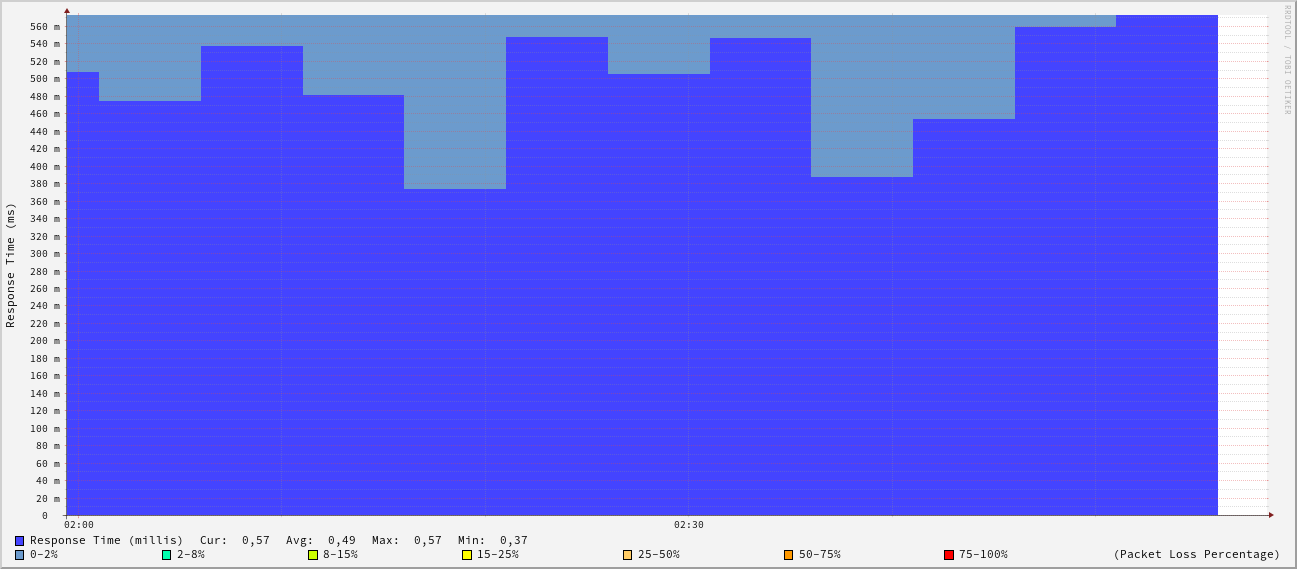 RRDTOOL / TOBI OETIKER
Response Time (ms)
560 m
540 m
520 m
500 m
480 m
460 m
440 m
420 m
400 m
380 m
360 m
340 m
320 m
300 m
280 m
260 m
240 m
220 m
200 m
180 m
160 m
140 m
120 m
100 m
80 m
60 m
40 m
20 m
0
02:00 02:30
Response Time (millis) Cur: 0,57 Avg: 0,49 Max: 0,57 Min: 0,37
0-2% 2-8% 8-15% 15-25% 25-50% 50-75% 75-100% (Packet Loss Percentage)